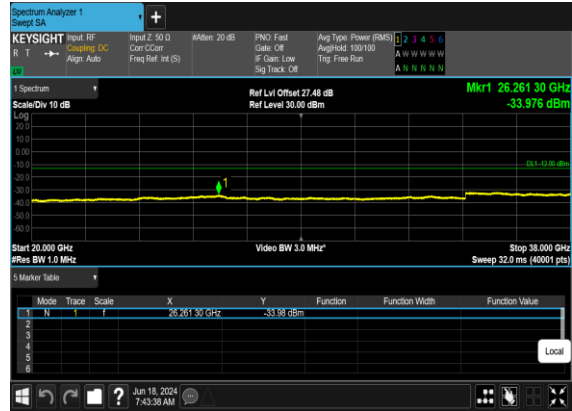 Spectrum Analyzer 1
Swept SA
+
KEYSIGHT Input: RF Input Z: 50 Ω #Atten: 20 dB PNO: Fast Avg Type: Power (RMS) 1 2 3 4 5 6
R T Coupling: DC Corr CCorr Gate: Off Avg|Hold: 100/100 A W W W W W
Align: Auto Freq Ref: Int (S) IF Gain: Low Trig: Free Run
Sig Track: Off A N N N N N
1 Spectrum Ref Lvl Offset 27.48 dB Mkr1 26.261 30 GHz
Scale/Div 10 dB Ref Level 30.00 dBm -33.976 dBm
Log
20.0
10.0
0.00
-10.0 DL1 -13.00 dBm
-20.0
-30.0 1
-40.0
-50.0
-60.0
Start 20.000 GHz Video BW 3.0 MHz* Stop 38.000 GHz
#Res BW 1.0 MHz Sweep 32.0 ms (40001 pts)
5 Marker Table
Mode Trace Scale X Y Function Function Width Function Value
1 N 1 f 26.261 30 GHz -33.98 dBm
2
3
4
5
6
Local
? Jun 18, 2024
7:43:38 AM